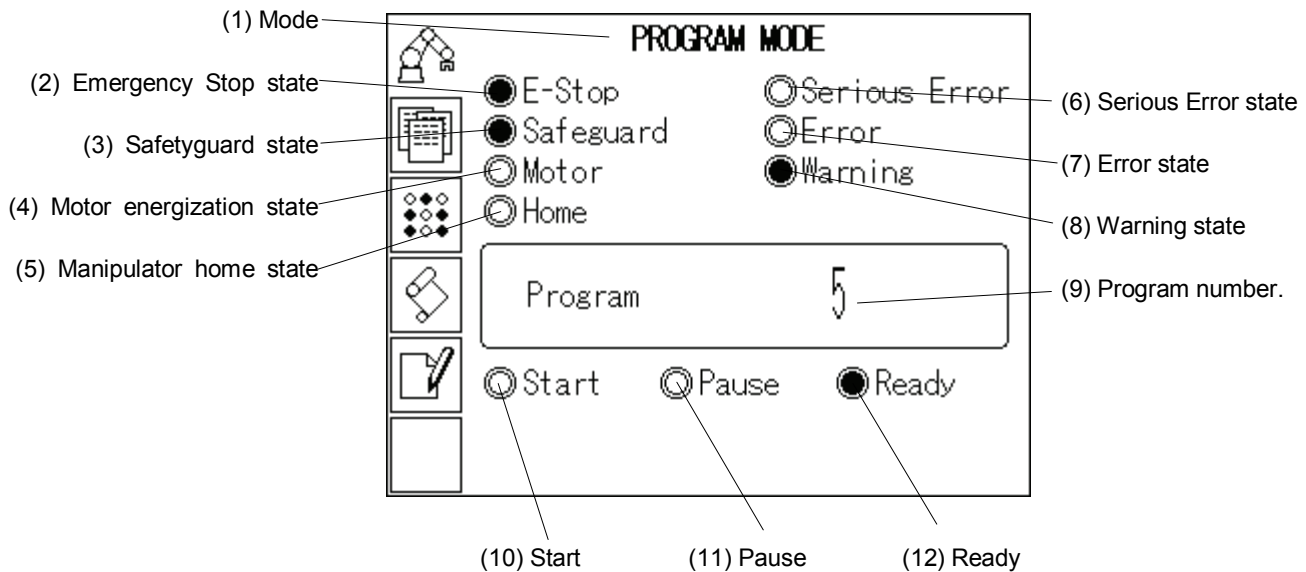 (1) Mode
PROGRAM MODE
(2) Emergency Stop state
E-Stop
Serious Error
(6) Serious Error state
(3) Safetyguard state
Safeguard
Error
(7) Error state
(4) Motor energization state
Motor
Warning
(8) Warning state
(5) Manipulator home state
Home
Program 5
(9) Program number.
Start
Pause
Ready
(10) Start
(11) Pause
(12) Ready